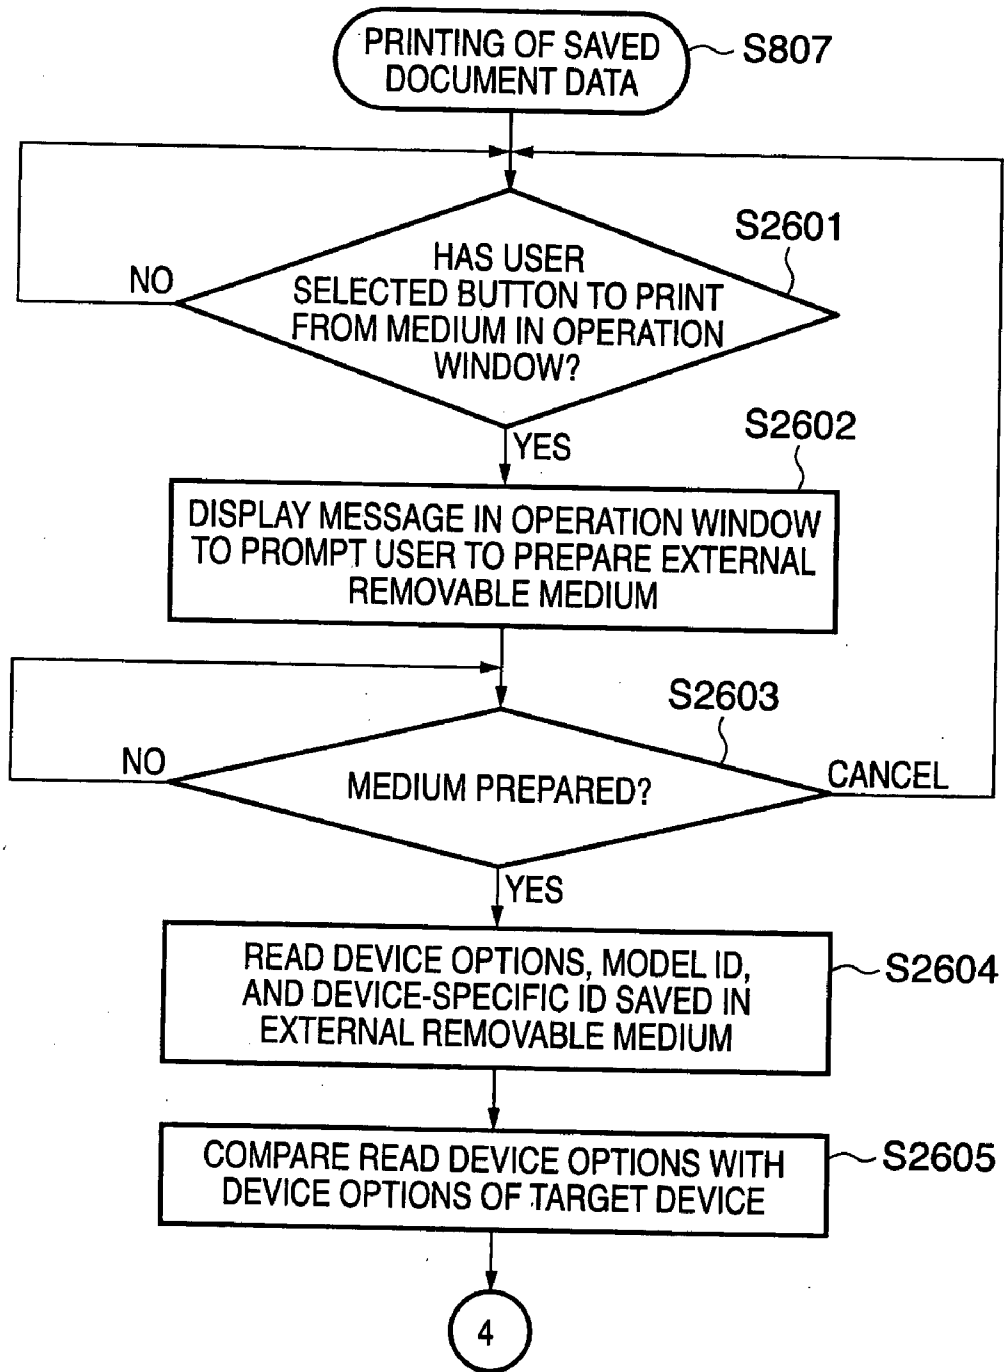 PRINTING OF SAVED
DOCUMENT DATA
S807
S2601
HAS USER
SELECTED BUTTON TO PRINT
FROM MEDIUM IN OPERATION
WINDOW?
NO
YES
S2602
DISPLAY MESSAGE IN OPERATION WINDOW
TO PROMPT USER TO PREPARE EXTERNAL
REMOVABLE MEDIUM
S2603
NO
MEDIUM PREPARED?
CANCEL
YES
READ DEVICE OPTIONS, MODEL ID,
AND DEVICE-SPECIFIC ID SAVED IN
EXTERNAL REMOVABLE MEDIUM
S2604
COMPARE READ DEVICE OPTIONS WITH
DEVICE OPTIONS OF TARGET DEVICE
S2605
4